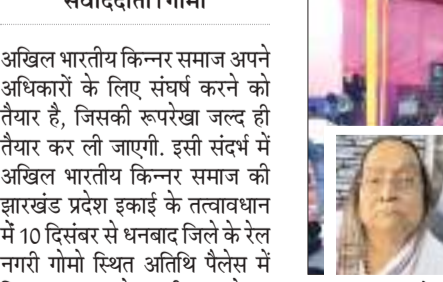 संवाददाता। गोमो
अखिल भारतीय किन्नर समाज अपने
अधिकारों के लिए संघर्ष करने को
तैयार है, जिसकी रूपरेखा जल्द ही
तैयार कर ली जाएगी. इसी संदर्भ में
अखिल भारतीय किन्नर समाज की
झारखंड प्रदेश इकाई के तत्वावधान
में 10 दिसंबर से धनबाद जिले के रेल
नगरी गोमो स्थित अतिथि पैलेस में